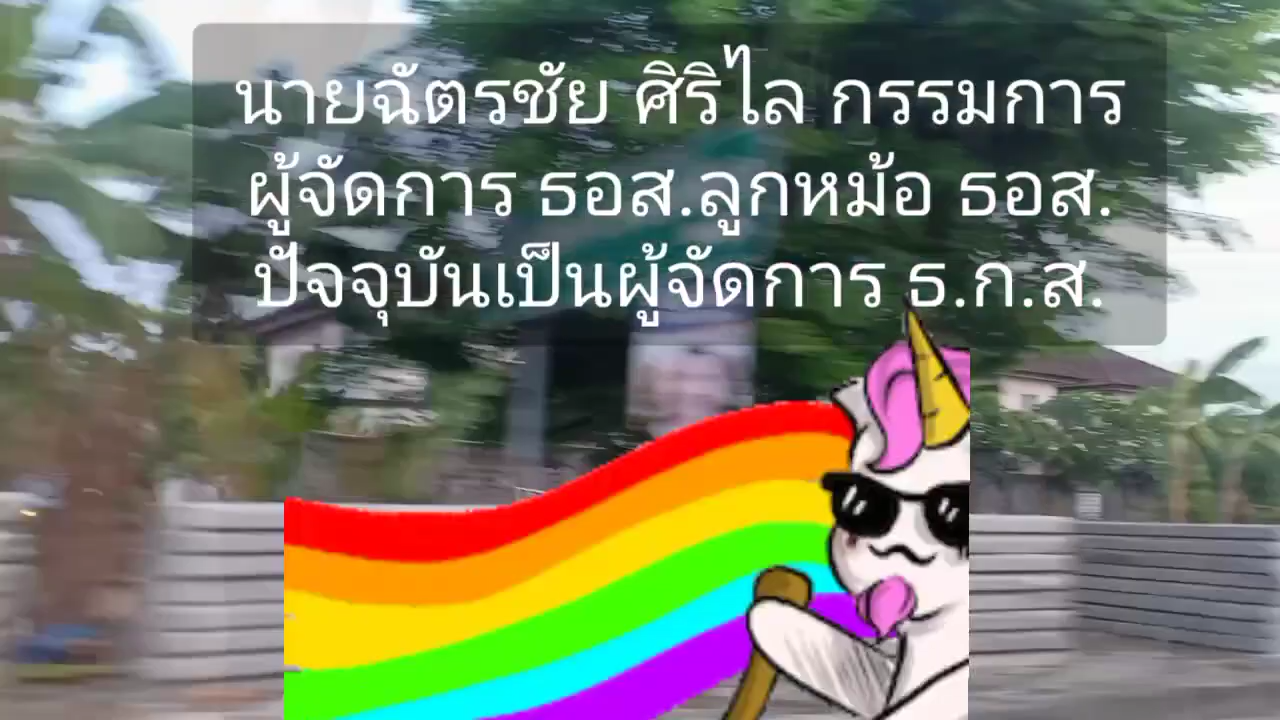 นายฉัตรชัย ศิริไล กรรมการ
ผู้จัดการ ธอส.ลูกหม้อ ธอส.
ปัจจุบันเป็นผู้จัดการ ธ.ก.ส.